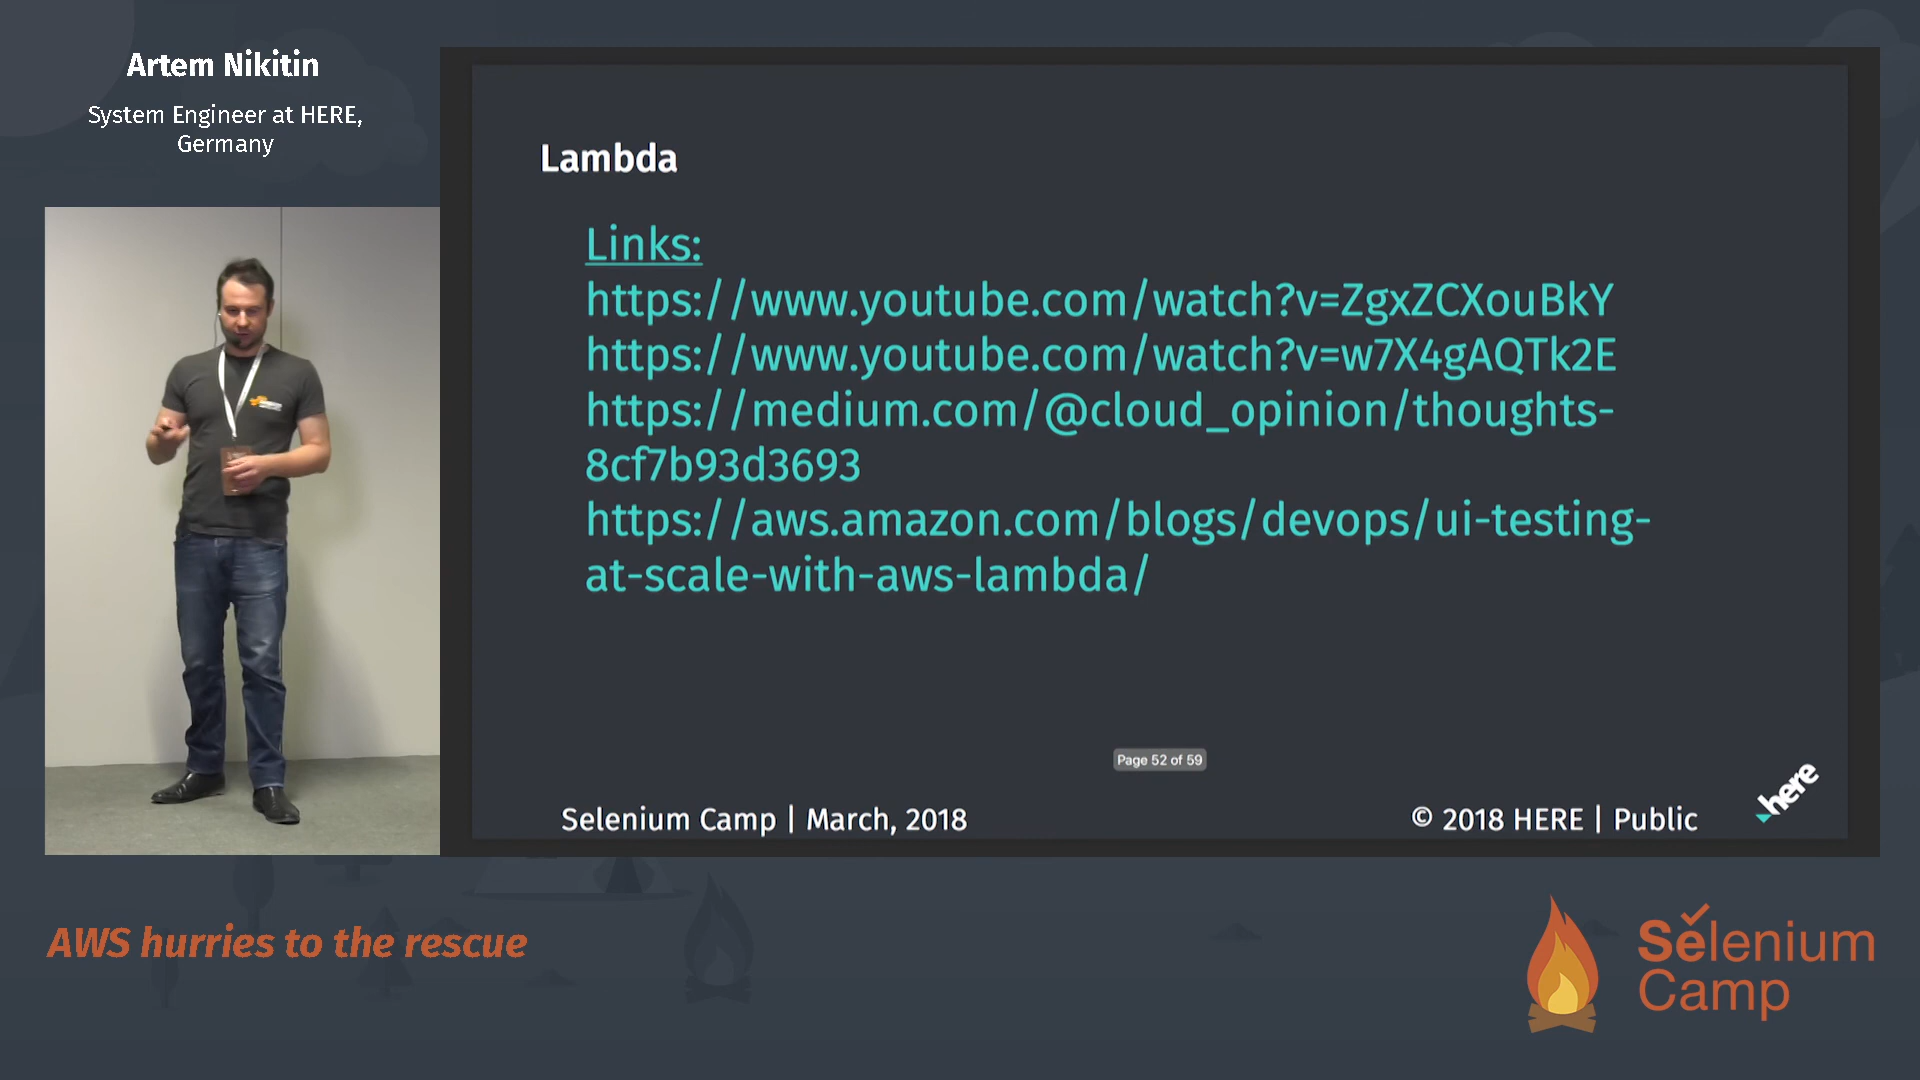 Artem Nikitin
System Engineer at HERE,
Germany
Lambda
Links:
https://www.youtube.com/watch?v=ZgxZCXouBkY
https://www.youtube.com/watch?v=w7X4gAQTk2E
https://medium.com/@cloud_opinion/thoughts-
8cf7b93d3693
https://aws.amazon.com/blogs/devops/ui-testing-
at-scale-with-aws-lambda/
Page 52 of 59
Selenium Camp | March, 2018
© 2018 HERE | Public
here
AWS hurries to the rescue
Selenium
Camp